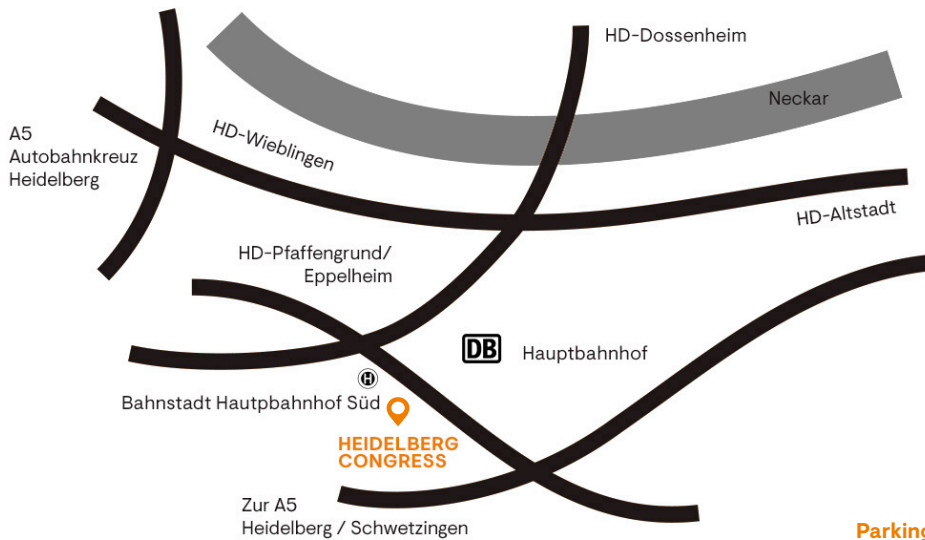 HD-Dossenheim
Neckar
A5
Autobahnkreuz
Heidelberg
HD-Wieblingen
HD-Altstadt
HD-Pfaffengrund/
Eppelheim
DB
Hauptbahnhof
H
Bahnstadt Hautpbahnhof Süd
HEIDELBERG
CONGRESS
Zur A5
Heidelberg / Schwetzingen
Parking